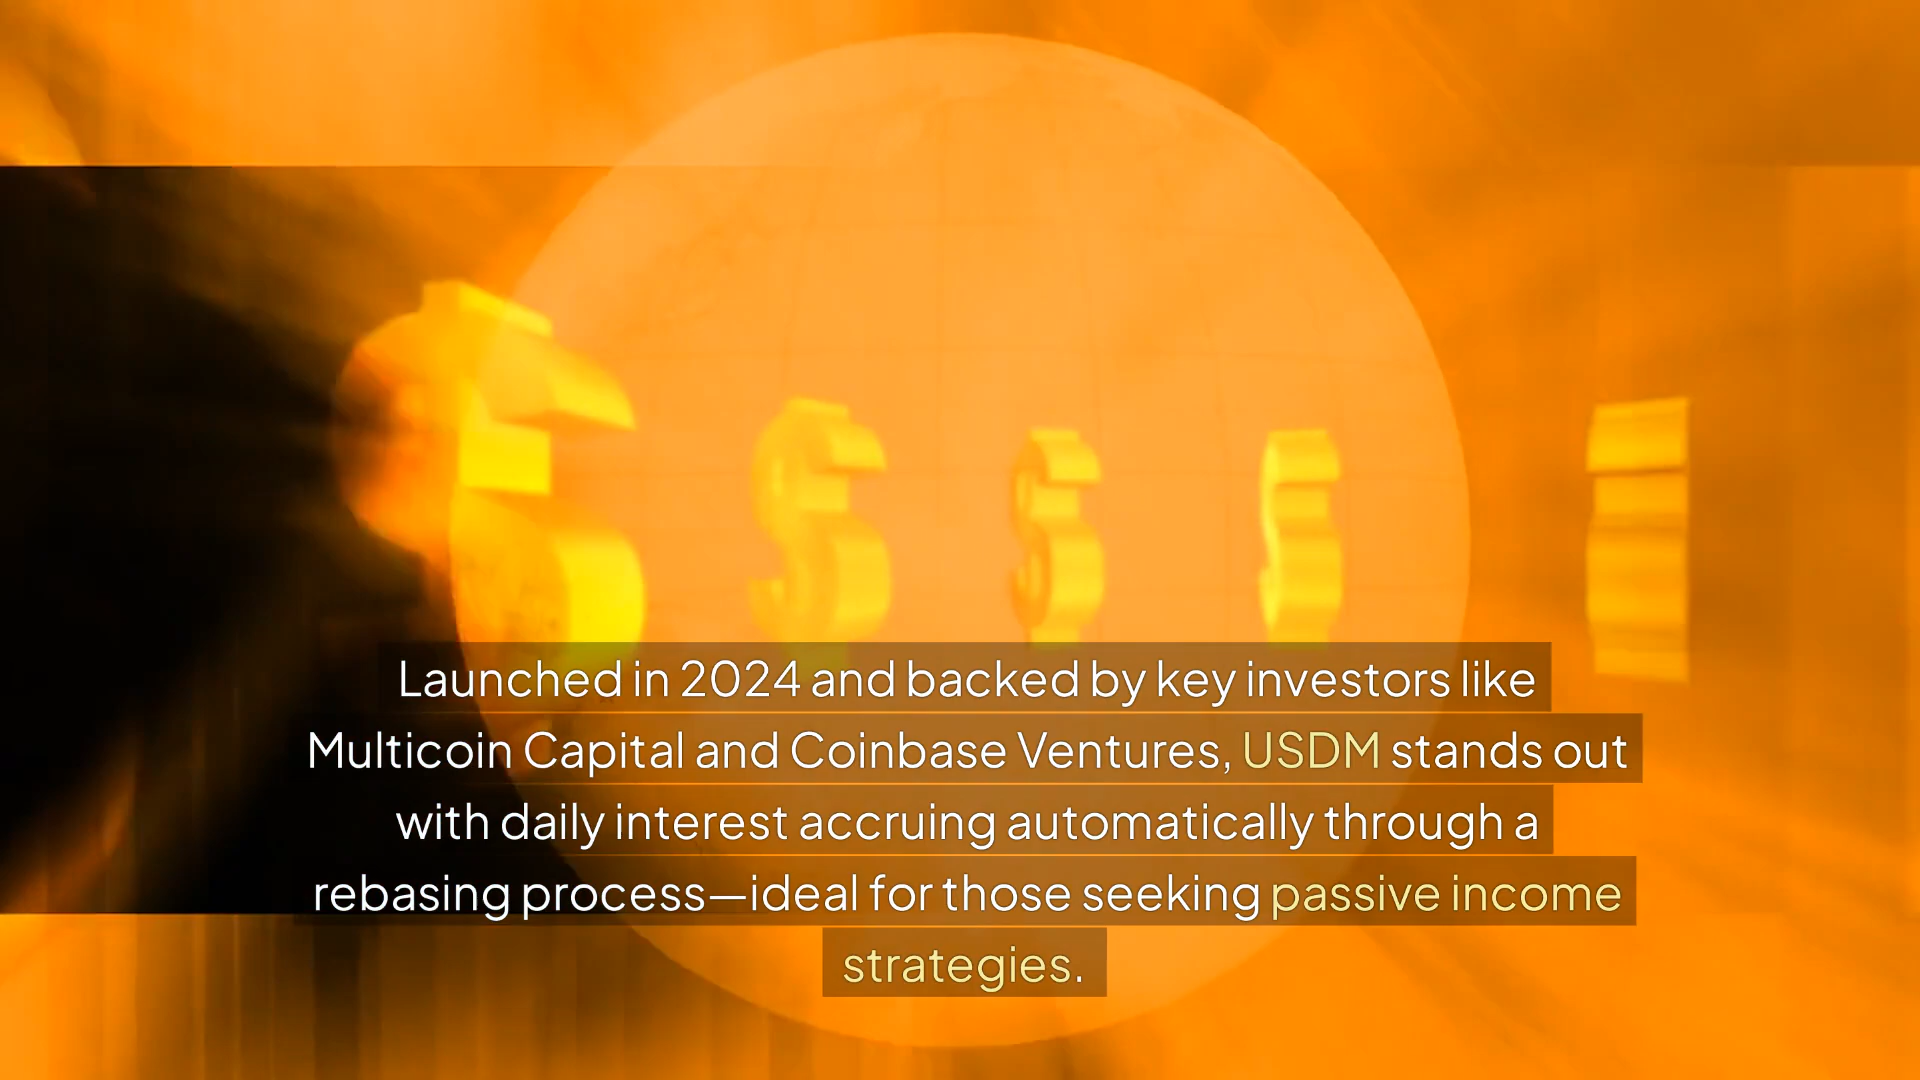 Launched in 2024 and backed by key investors like
Multicoin Capital and Coinbase Ventures, USDM stands out
with daily interest accruing automatically through a
rebasing process—ideal for those seeking passive income
strategies.